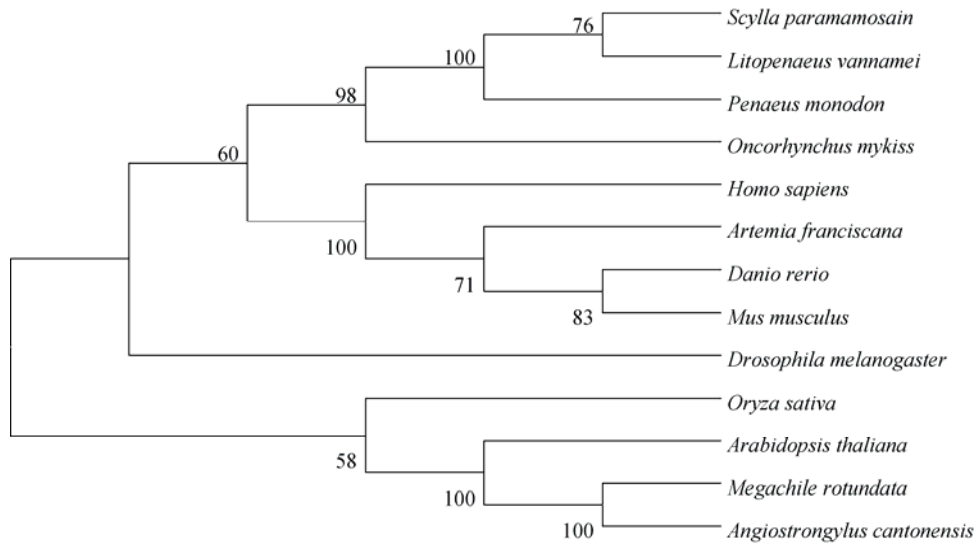 Scylla paramamosain
76
Litopenaeus vannamei
100
Penaeus monodon
98
Oncorhynchus mykiss
60
Homo sapiens
Artemia franciscana
100
Danio rerio
71
Mus musculus
83
Drosophila melanogaster
Oryza sativa
Arabidopsis thaliana
58
Megachile rotundata
100
Angiostrongylus cantonensis
100